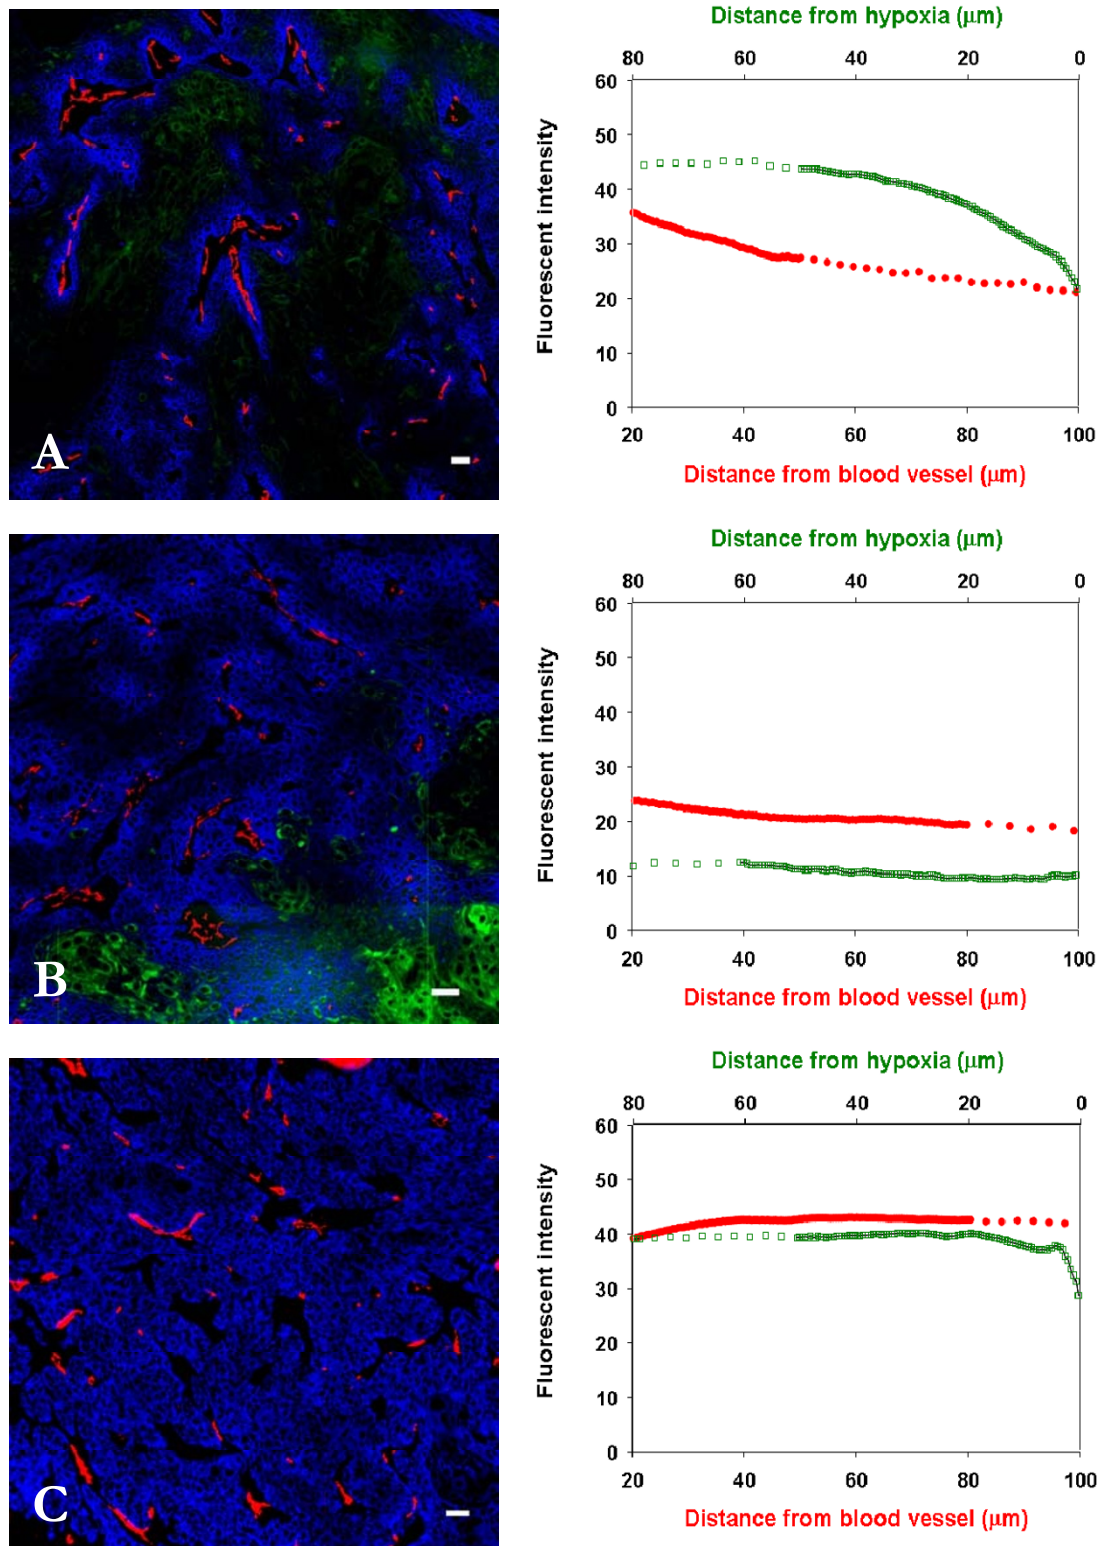 Distance from hypoxia (μm)
80 60 40 20 0
Fluorescent intensity
60
50
40
30
20
10
0
20 40 60 80 100
Distance from blood vessel (μm)
A
Distance from hypoxia (μm)
80 60 40 20 0
Fluorescent intensity
60
50
40
30
20
10
0
20 40 60 80 100
Distance from blood vessel (μm)
B
Distance from hypoxia (μm)
80 60 40 20 0
Fluorescent intensity
60
50
40
30
20
10
0
20 40 60 80 100
Distance from blood vessel (μm)
C